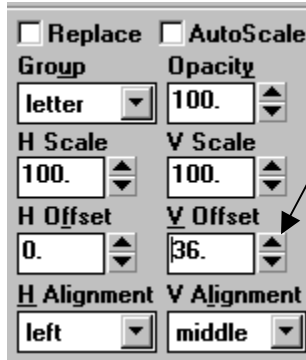 Replace AutoScale
Group Opacity
letter 100.
H Scale V Scale
100. 100.
H Offset V Offset
0. 36.
H Alignment V Alignment
left middle